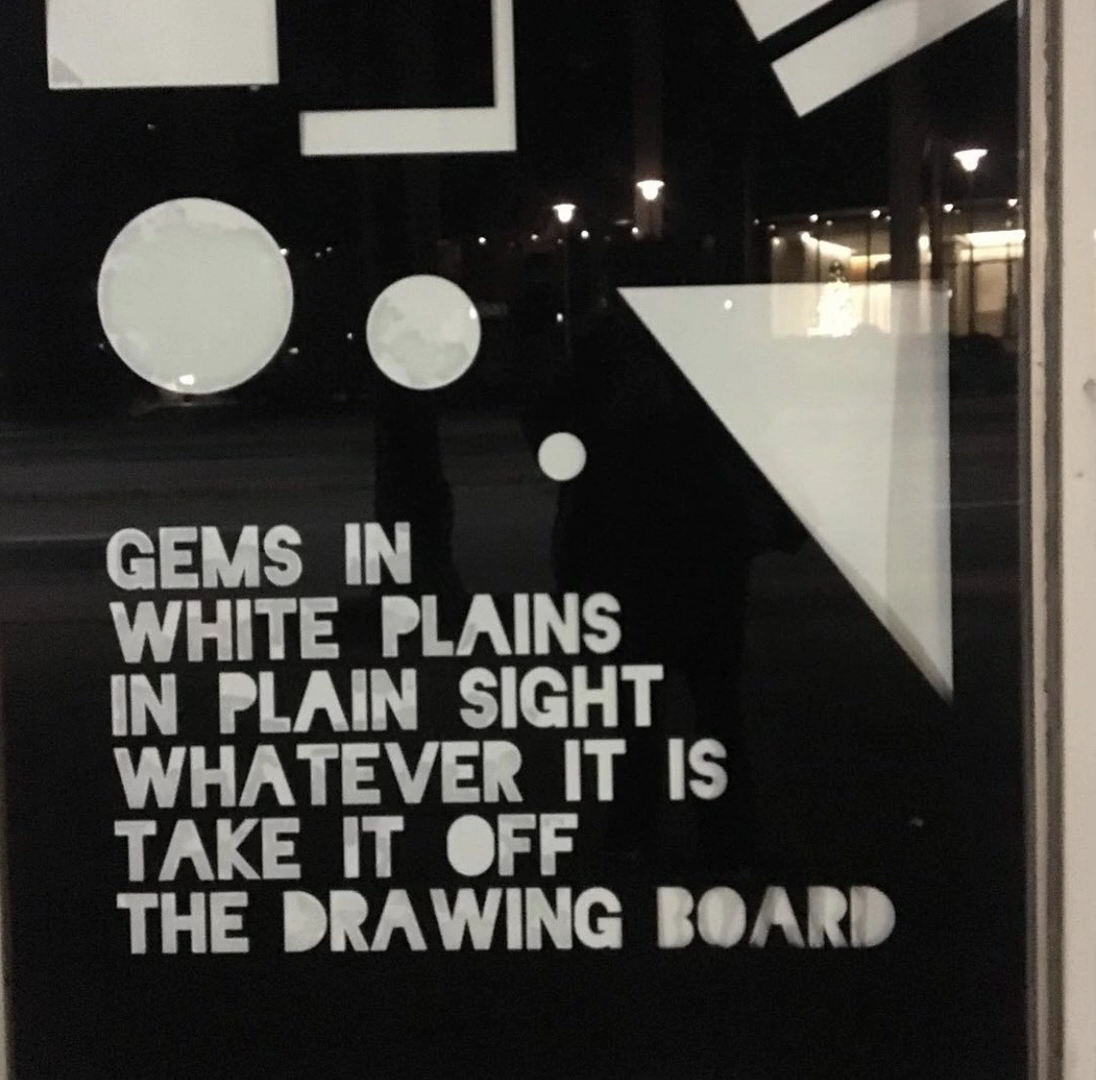 GEMS IN
WHITE PLAINS
IN PLAIN SIGHT
WHATEVER IT IS
TAKE IT OFF
THE DRAWING BOARD